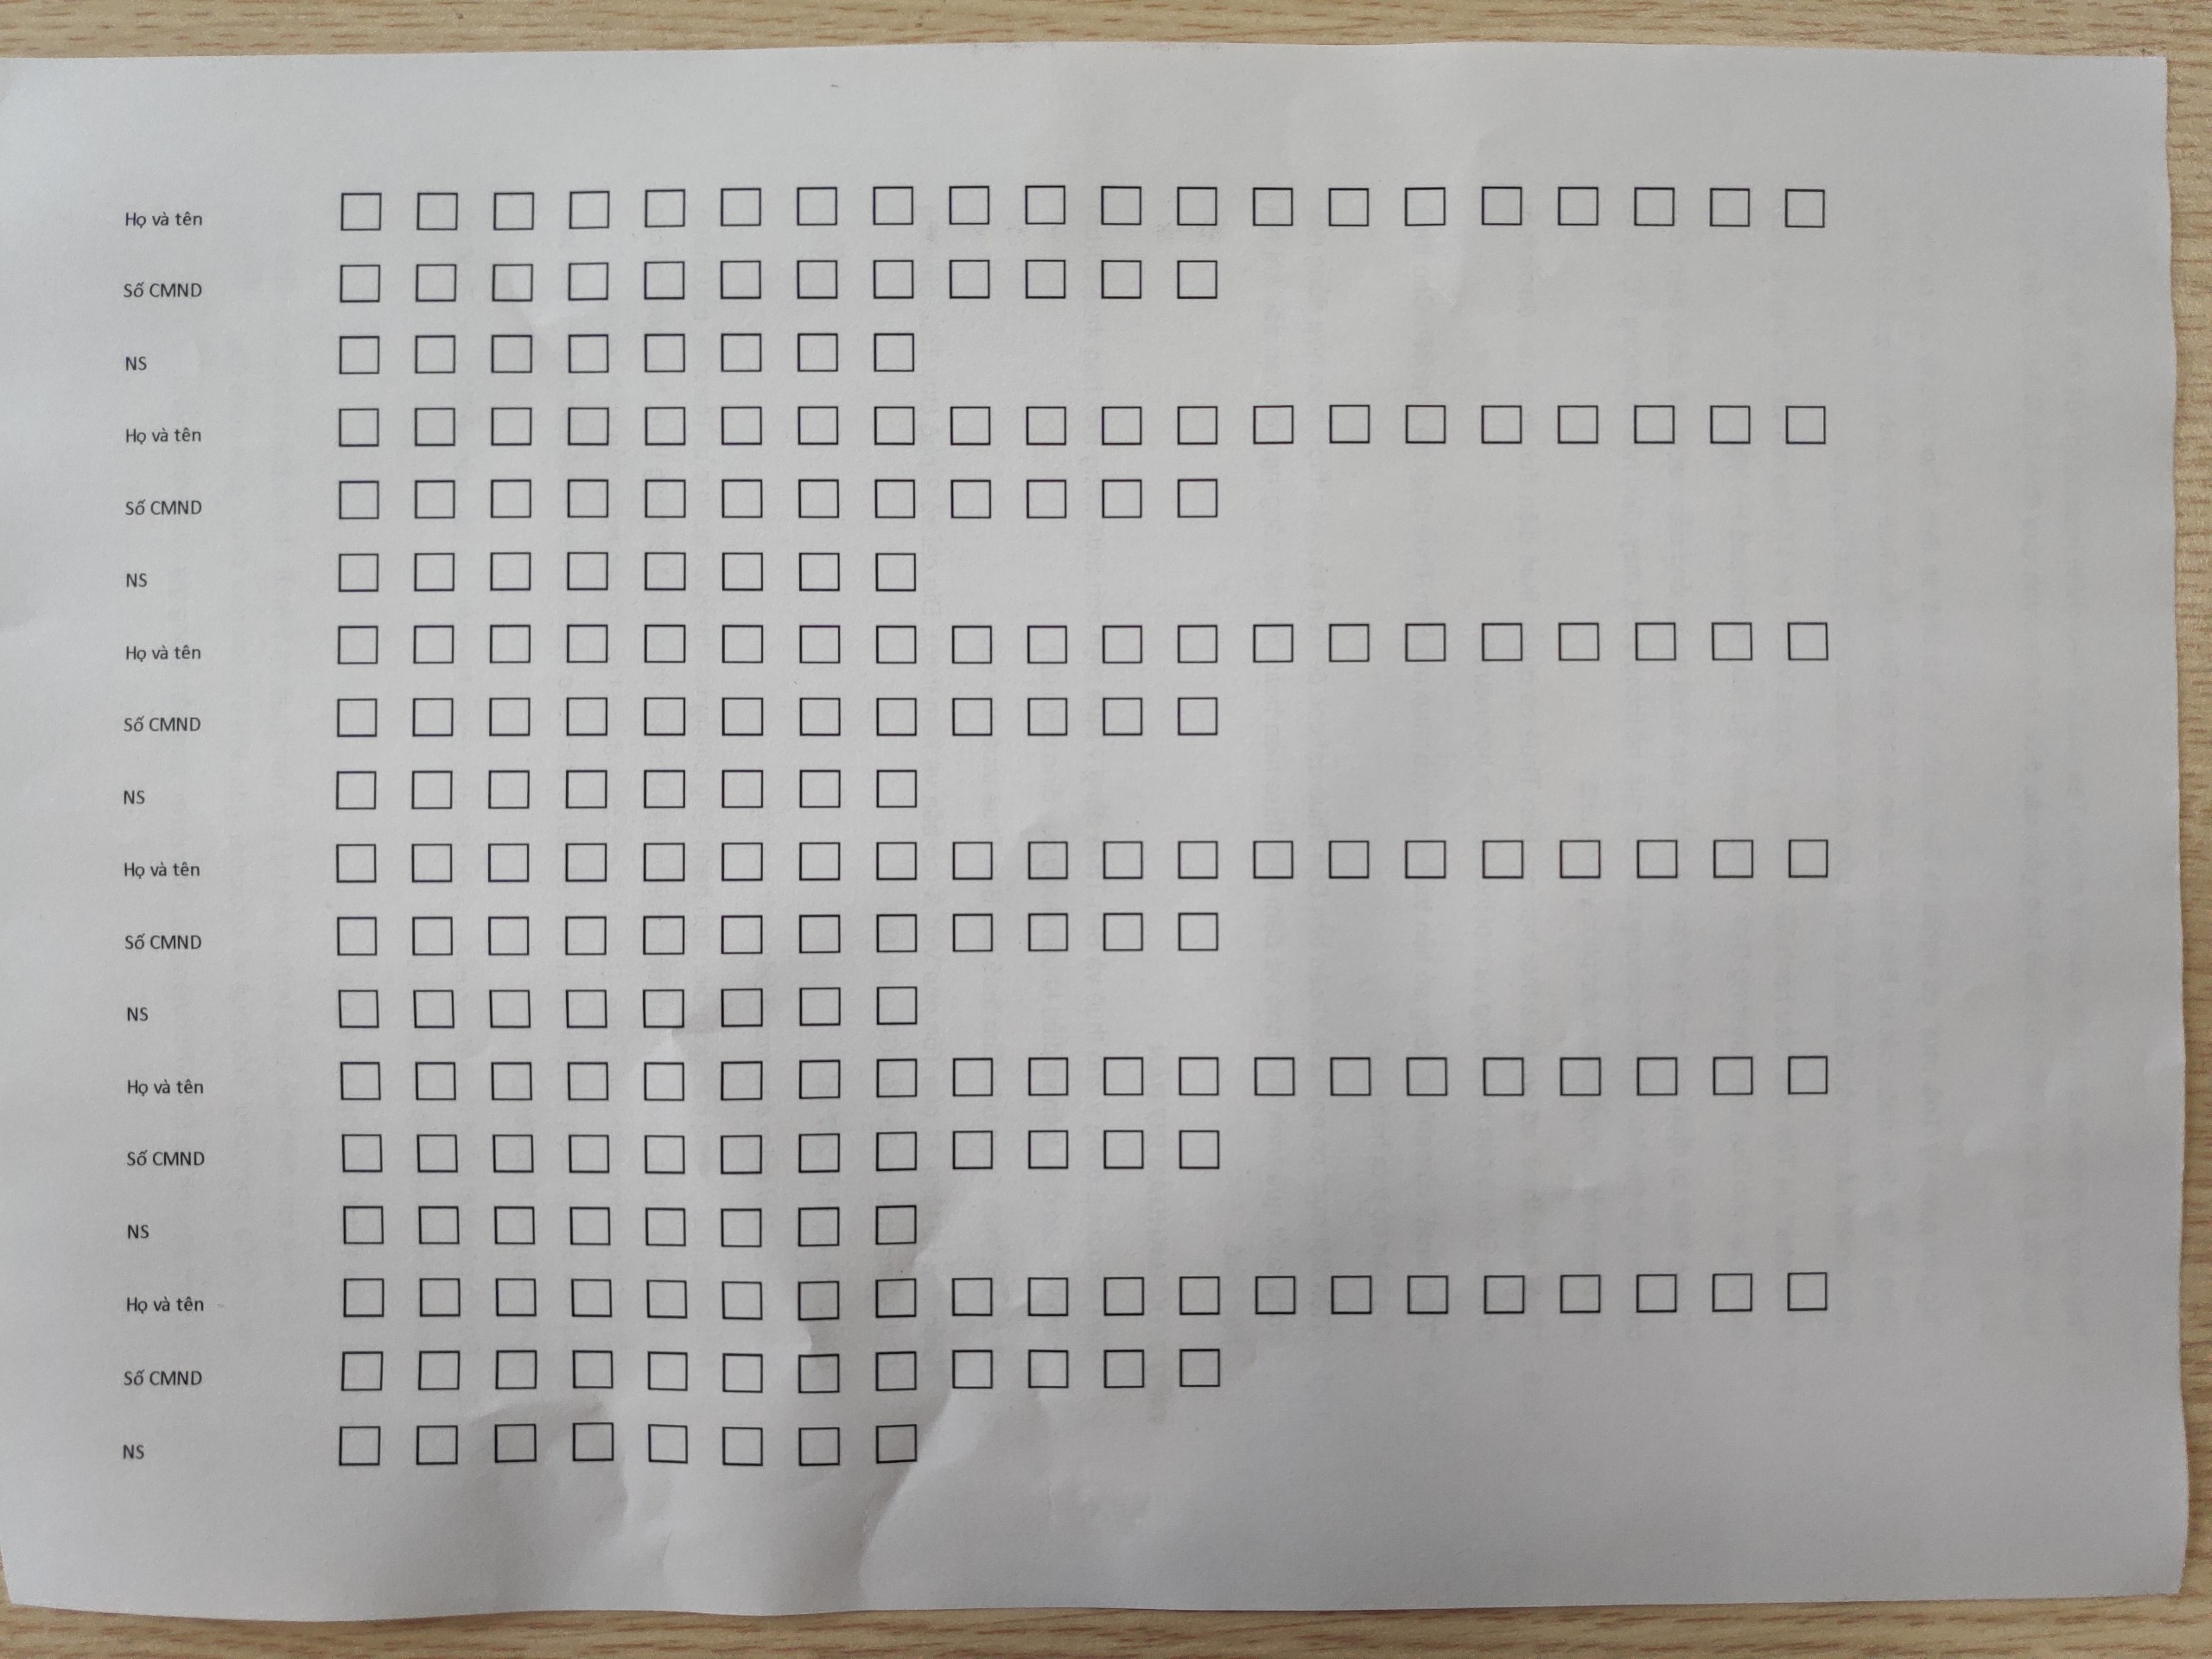 Họ và tên
Số CMND
NS
Họ và tên
Số CMND
NS
Họ và tên
Số CMND
NS
Họ và tên
Số CMND
NS
Họ và tên
Số CMND
NS
Họ và tên
Số CMND
NS